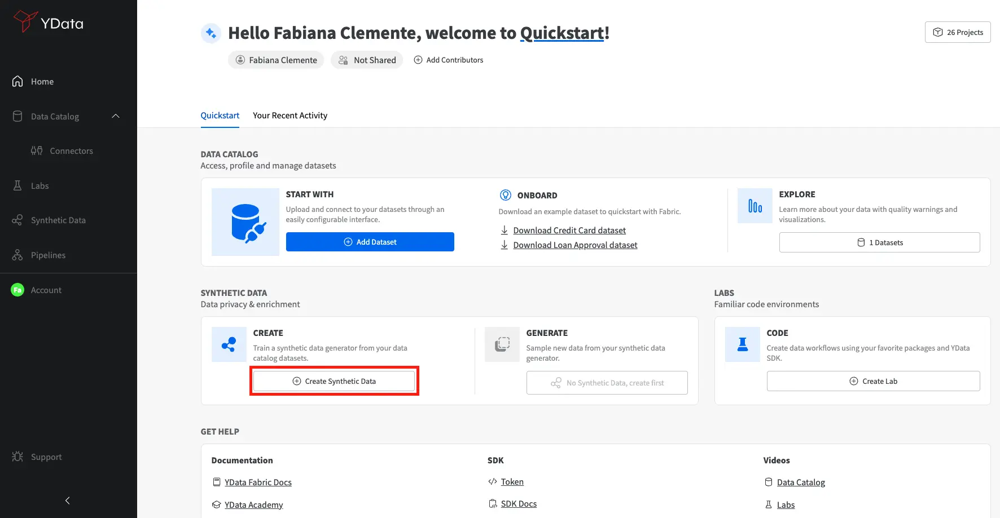 YData
Home
Data Catalog
Connectors
Labs
Synthetic Data
Pipelines
Fa
Account
Support
Hello Fabiana Clemente, welcome to Quickstart!
Fabiana Clemente
Not Shared
Add Contributors
26 Projects
Quickstart
Your Recent Activity
DATA CATALOG
Access, profile and manage datasets
START WITH
Upload and connect to your datasets through an
easily configurable interface.
Add Dataset
ONBOARD
Download an example dataset to quickstart with Fabric.
Download Credit Card dataset
Download Loan Approval dataset
EXPLORE
Learn more about your data with quality warnings and
visualizations.
1 Datasets
SYNTHETIC DATA
Data privacy & enrichment
CREATE
Train a synthetic data generator from your data
catalog datasets.
Create Synthetic Data
GENERATE
Sample new data from your synthetic data
generator.
No Synthetic Data, create first
LABS
Familiar code environments
CODE
Create data workflows using your favorite packages and YData
SDK.
Create Lab
GET HELP
Documentation
YData Fabric Docs
YData Academy
SDK
Token
SDK Docs
Videos
Data Catalog
Labs